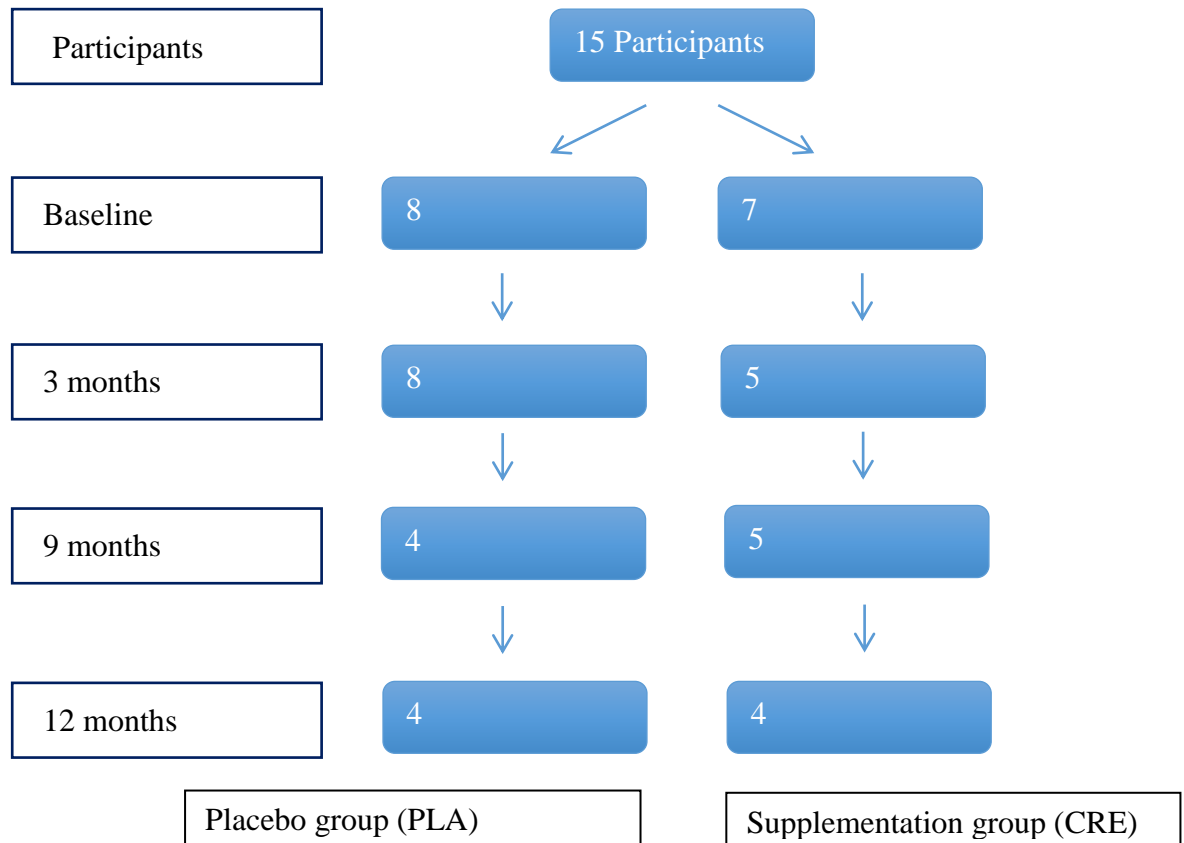 Participants
15 Participants
Baseline
8
7
3 months
8
5
9 months
4
5
12 months
4
4
Placebo group (PLA)
Supplementation group (CRE)